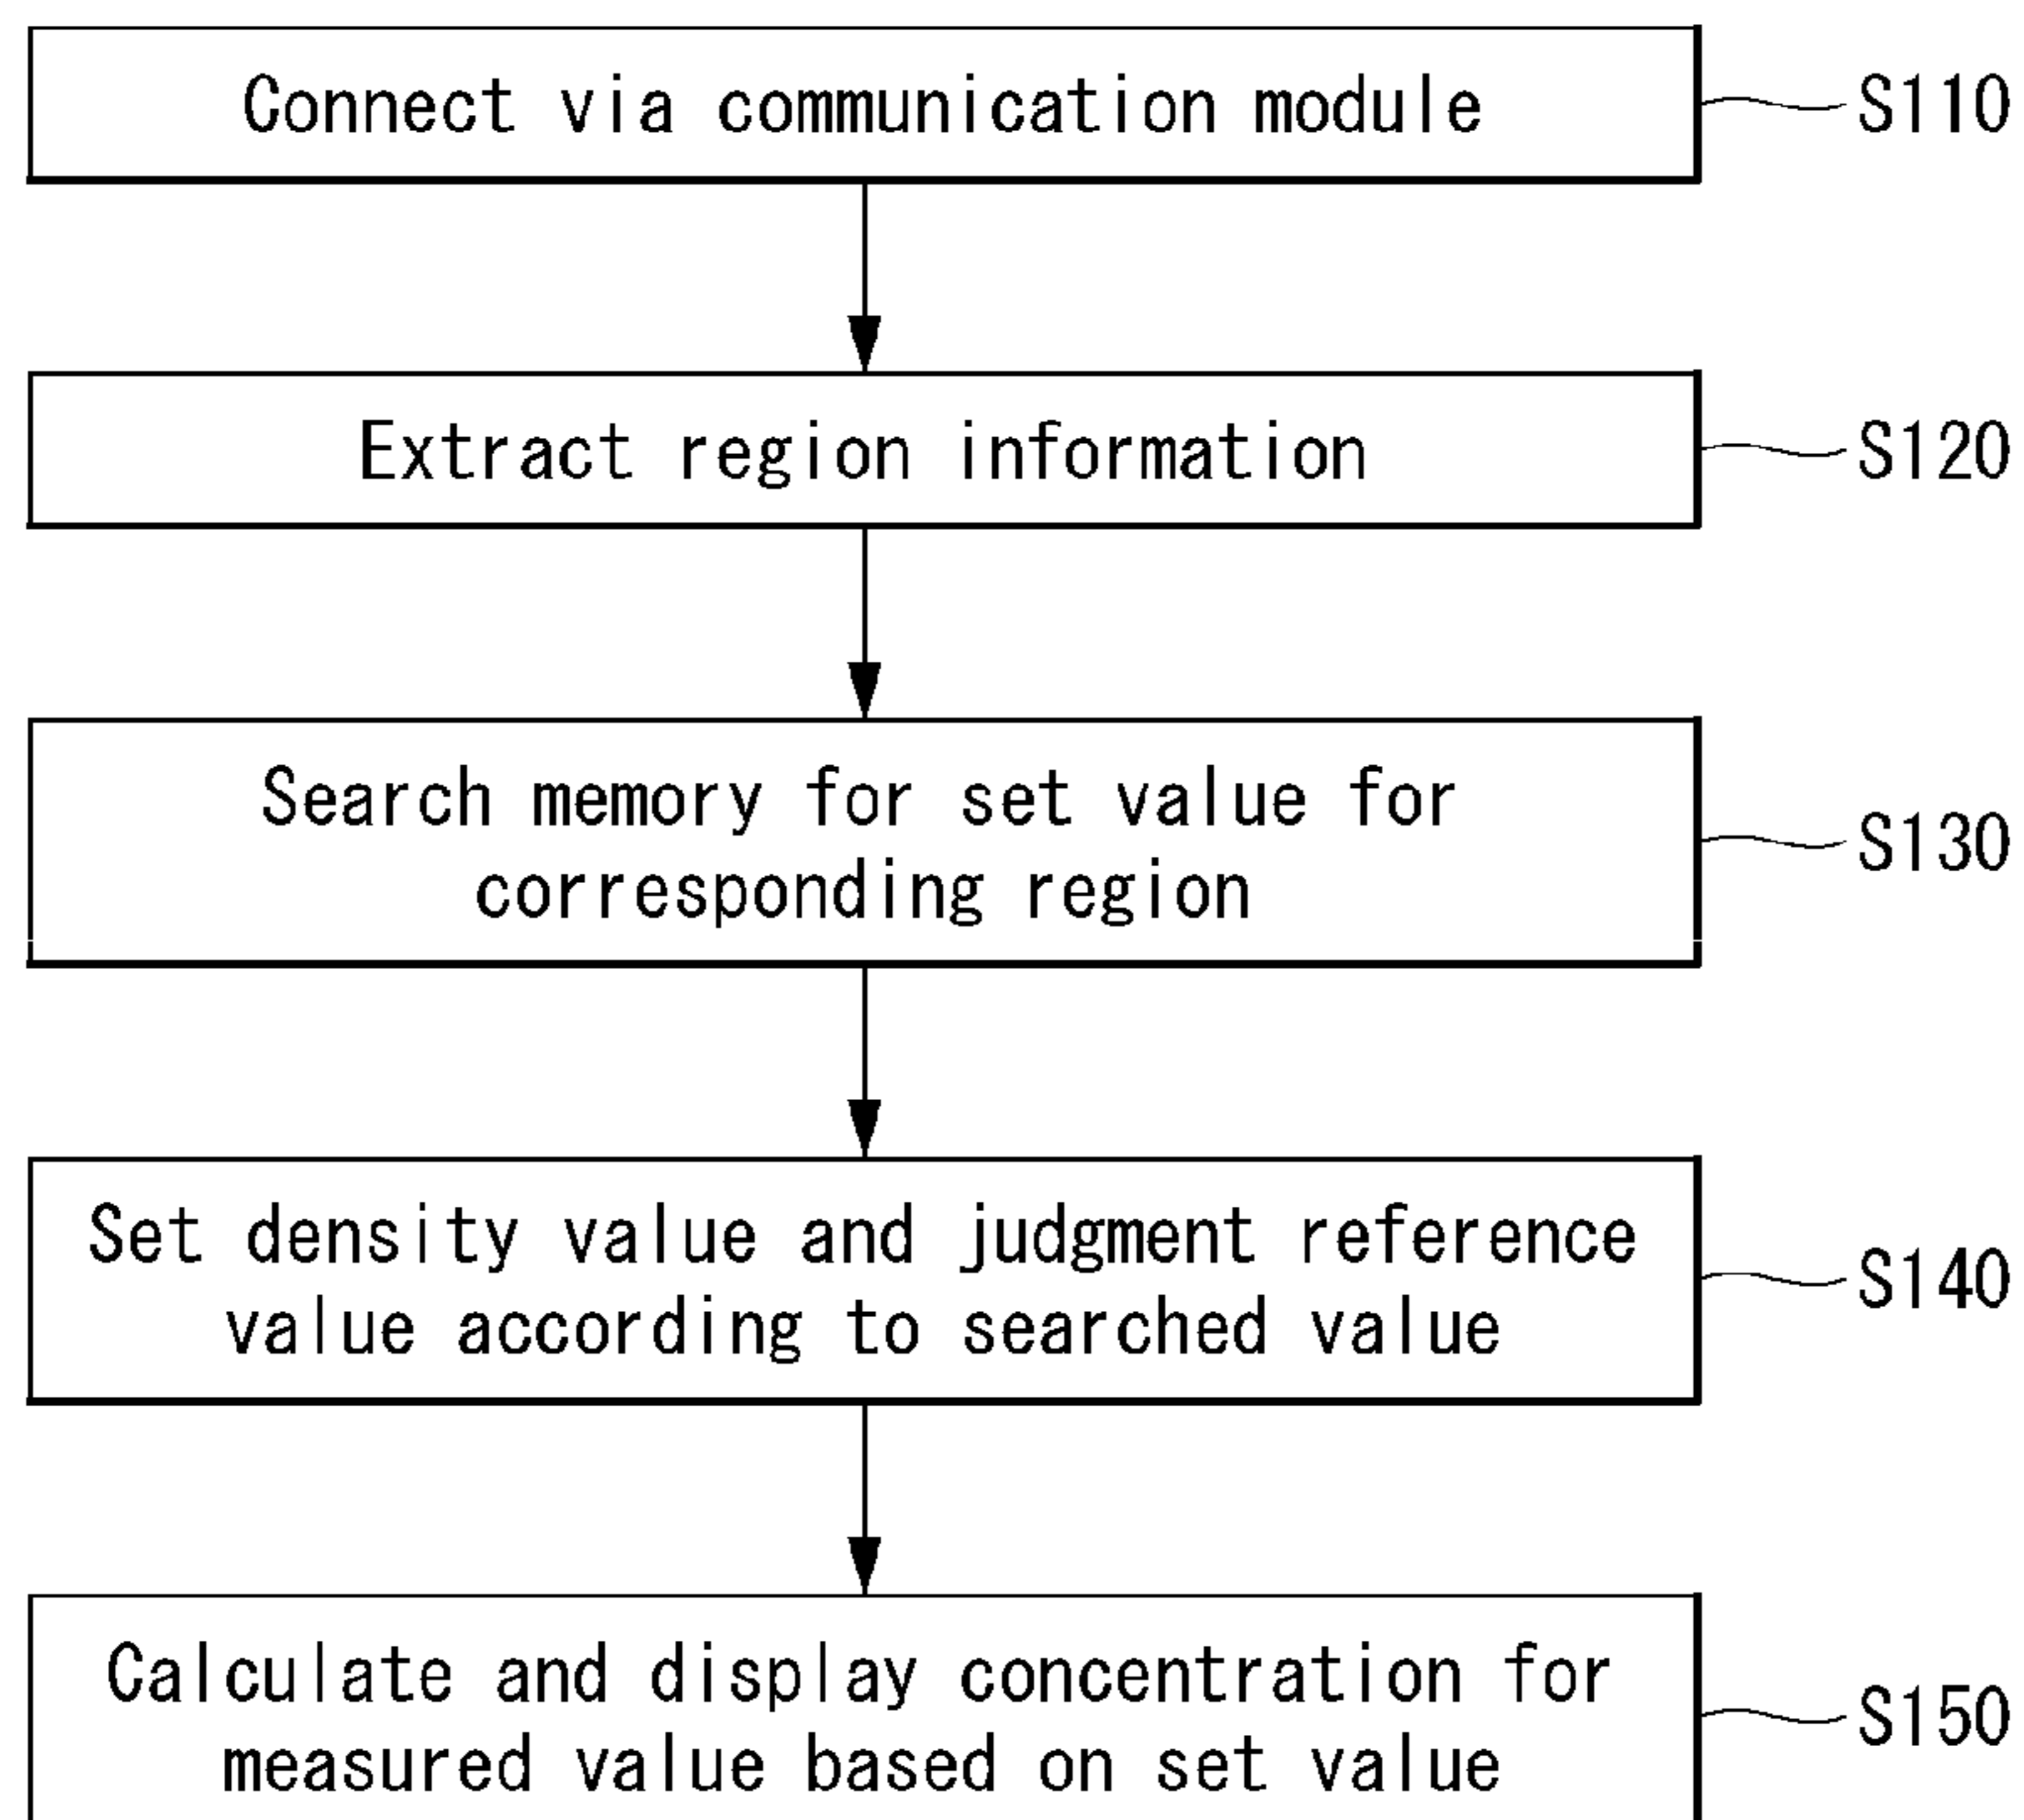 Connect via communication module
S110
Extract region information
S120
Search memory for set value for
corresponding region
S130
Set density value and judgment reference
value according to searched value
S140
Calculate and display concentration for
measured value based on set value
S150